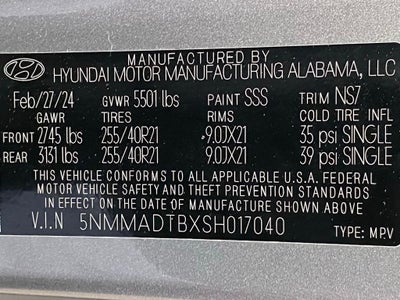 MANUFACTURED BY
HYUNDAI MOTOR MANUFACTURING ALABAMA, LLC
Feb/27/24 GVWR 5501 lbs PAINT SSS TRIM NS7
GAWR TIRES RIMS COLD TIRE INFL
FRONT 2745 lbs 255/40R21 9.0JX21 35 psi SINGLE
REAR 3131 lbs 255/40R21 9.0JX21 39 psi SINGLE
THIS VEHICLE CONFORMS TO ALL APPLICABLE U.S.A. FEDERAL
MOTOR VEHICLE SAFETY AND THEFT PREVENTION STANDARDS
IN EFFECT ON THE DATE OF MANUFACTURE SHOWN ABOVE.
V.I.N 5NMMADTBXSH017040 TYPE: MPV